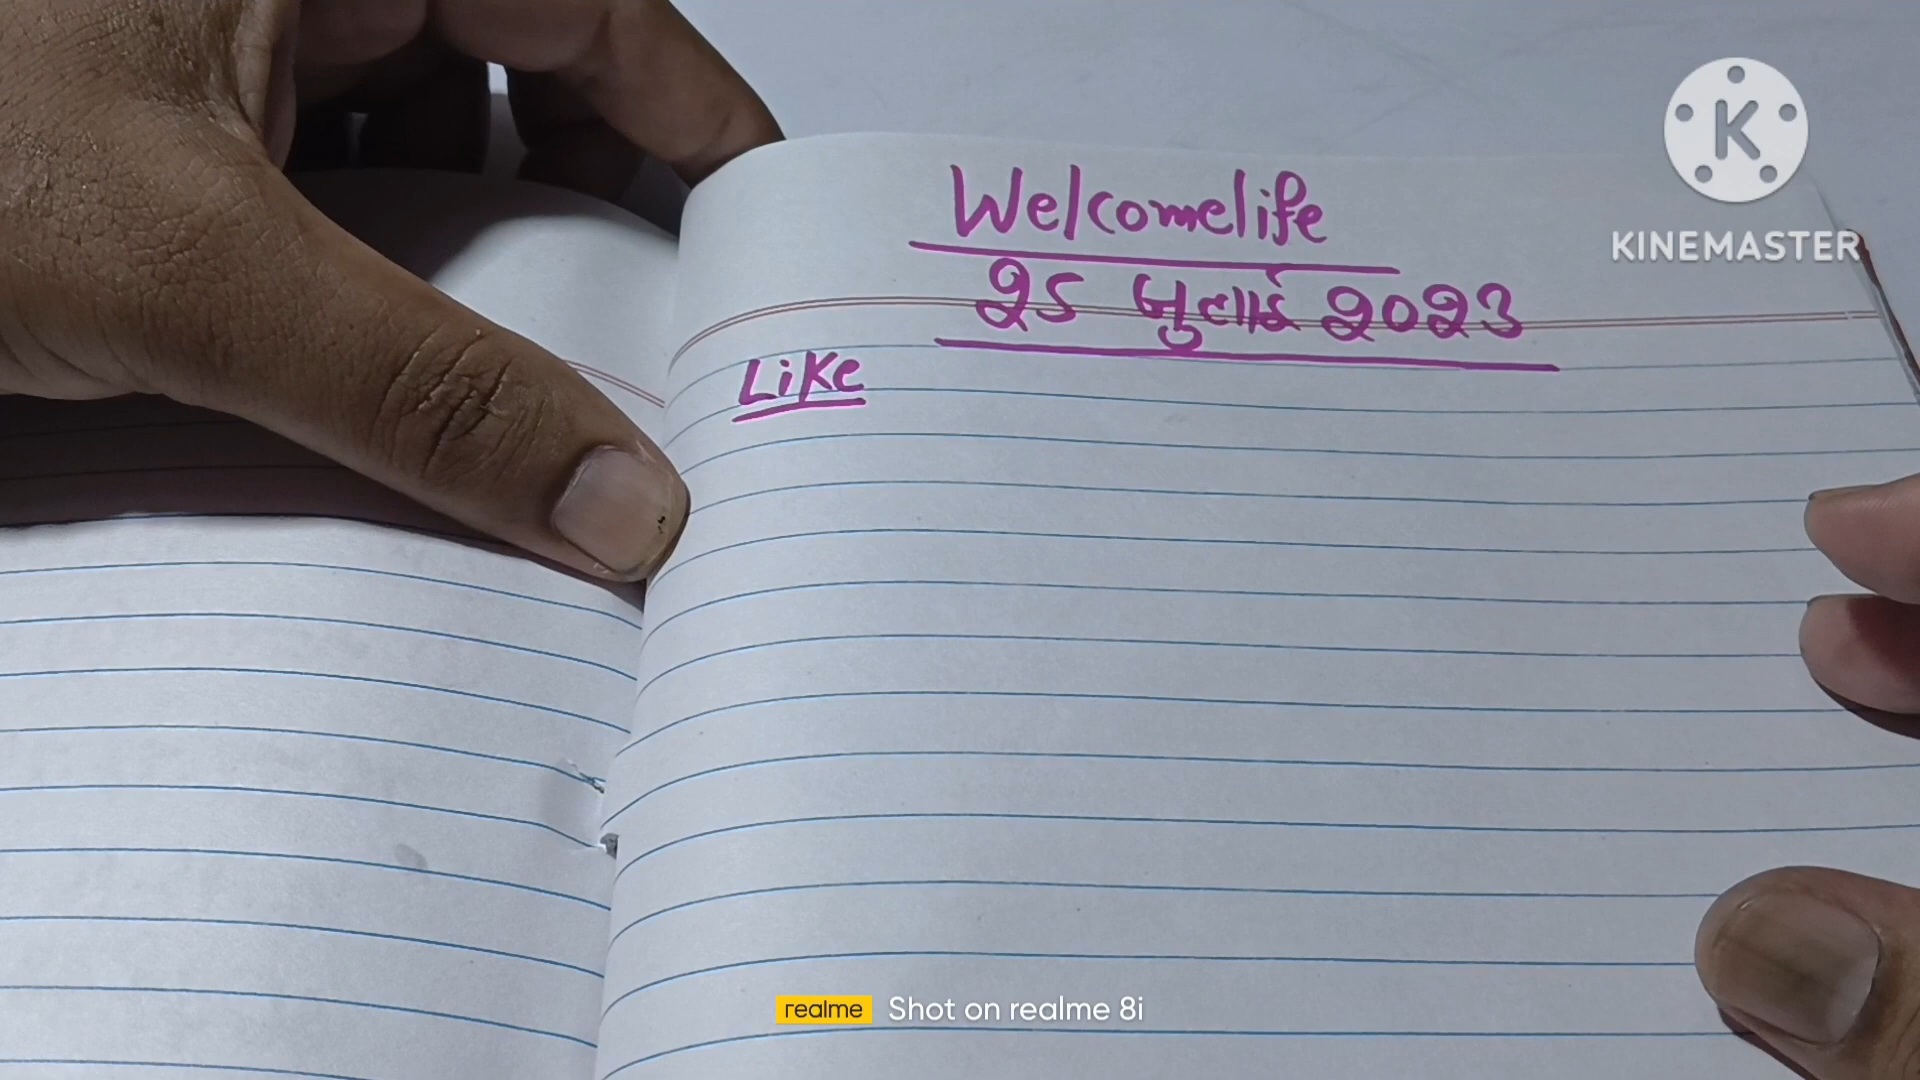 Welcomelife
૨૬ જુલાઈ ૨૦૨૩
Like
K
KINEMASTER
realme Shot on realme 8i